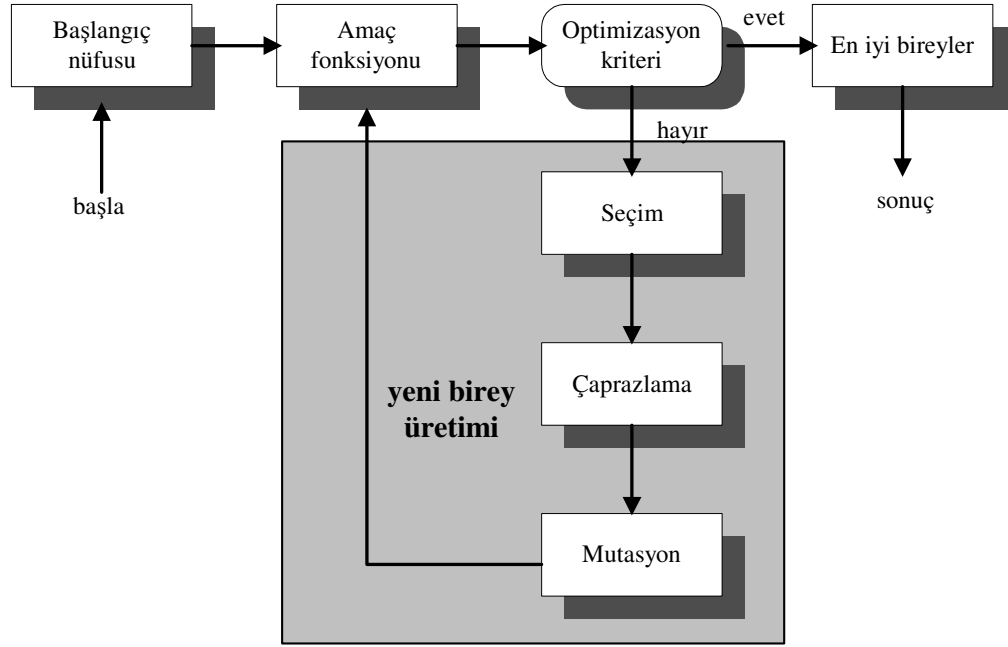 Başlangıç
nüfusu
Amaç
fonksiyonu
Optimizasyon
kriteri
evet
En iyi bireyler
hayır
başla
sonuç
Seçim
Çaprazlama
yeni birey
üretimi
Mutasyon